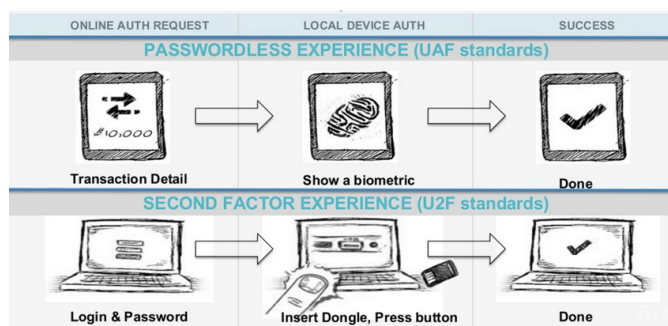 ONLINE AUTH REQUEST LOCAL DEVICE AUTH SUCCESS
PASSWORDLESS EXPERIENCE (UAF standards)
$10,000
Transaction Detail Show a biometric Done
SECOND FACTOR EXPERIENCE (U2F standards)
Login & Password Insert Dongle, Press button Done